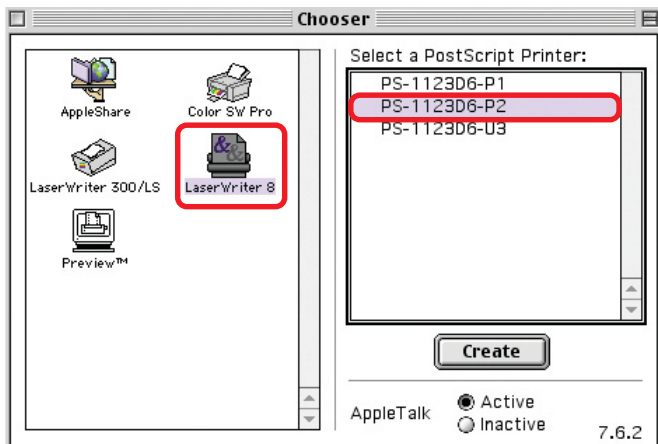 Chooser
AppleShare
Color SW Pro
LaserWriter 300/LS
LaserWriter 8
Preview™
Select a PostScript Printer:
PS-1123D6-P1
PS-1123D6-P2
PS-1123D6-U3
Create
AppleTalk
Active
Inactive
7.6.2